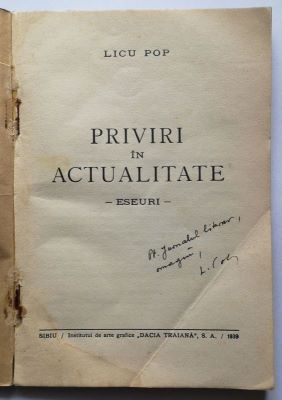 LICU POP
PRIVIRI
ÎN
ACTUALITATE
– ESEURI –
Pt. Jurnalul literar,
omagiu,
L. Pop
SIBIU / Institutul de arte grafice „DACIA TRAIANĂ", S. A. / 1939